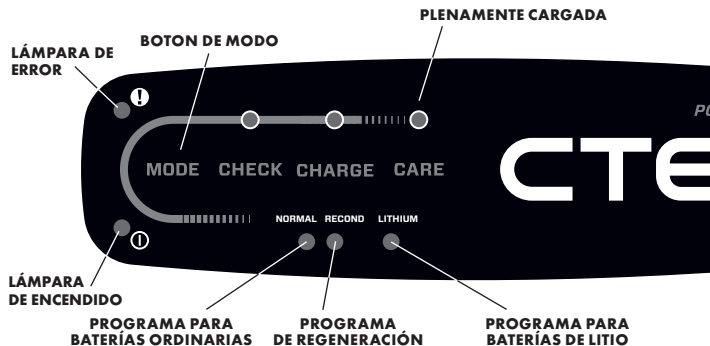 PLENAMENTE CARGADA
BOTON DE MODO
LÁMPARA DE
ERROR
MODE CHECK CHARGE CARE
NORMAL RECOND LITHIUM
LÁMPARA
DE ENCENDIDO
PROGRAMA PARA
BATERÍAS ORDINARIAS
PROGRAMA
DE REGENERACIÓN
PROGRAMA PARA
BATERÍAS DE LITIO